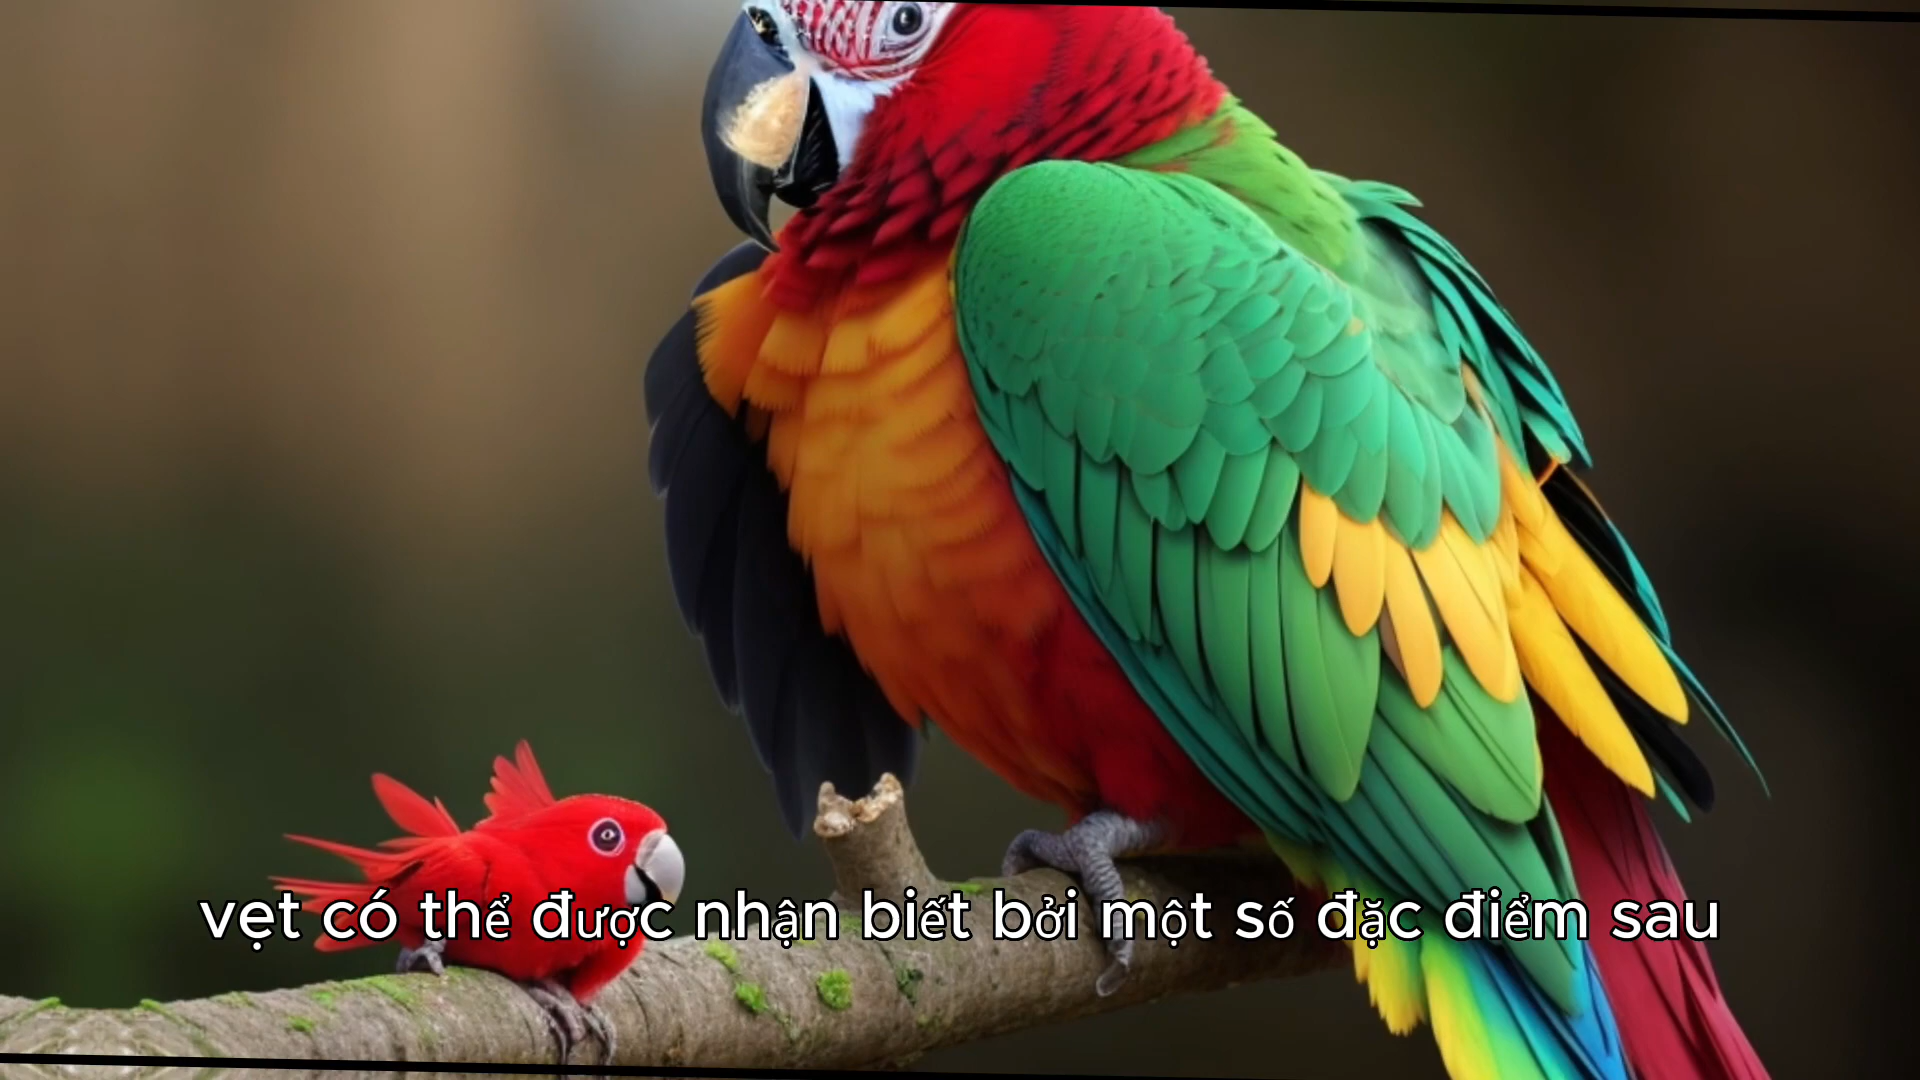 vẹt có thể được nhận biết bởi một số đặc điểm sau